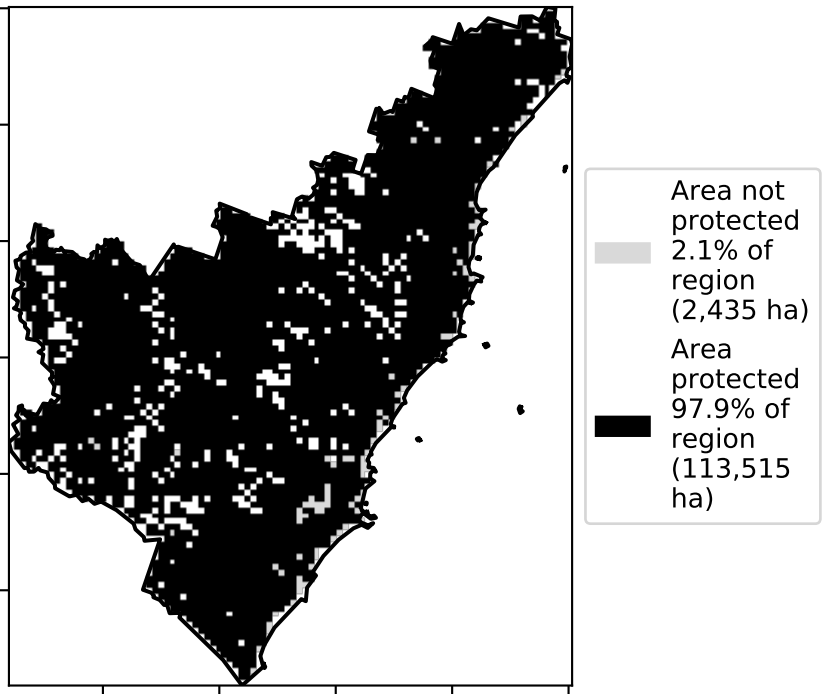 Area not
protected
2.1% of
region
(2,435 ha)
Area
protected
97.9% of
region
(113,515
ha)